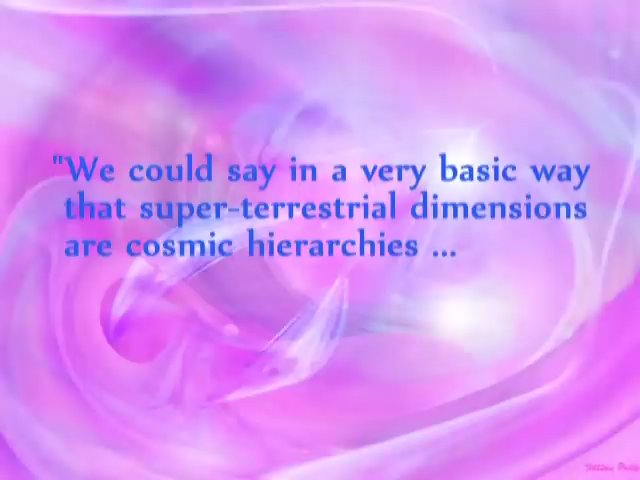 "We could say in a very basic way
that super-terrestrial dimensions
are cosmic hierarchies ...